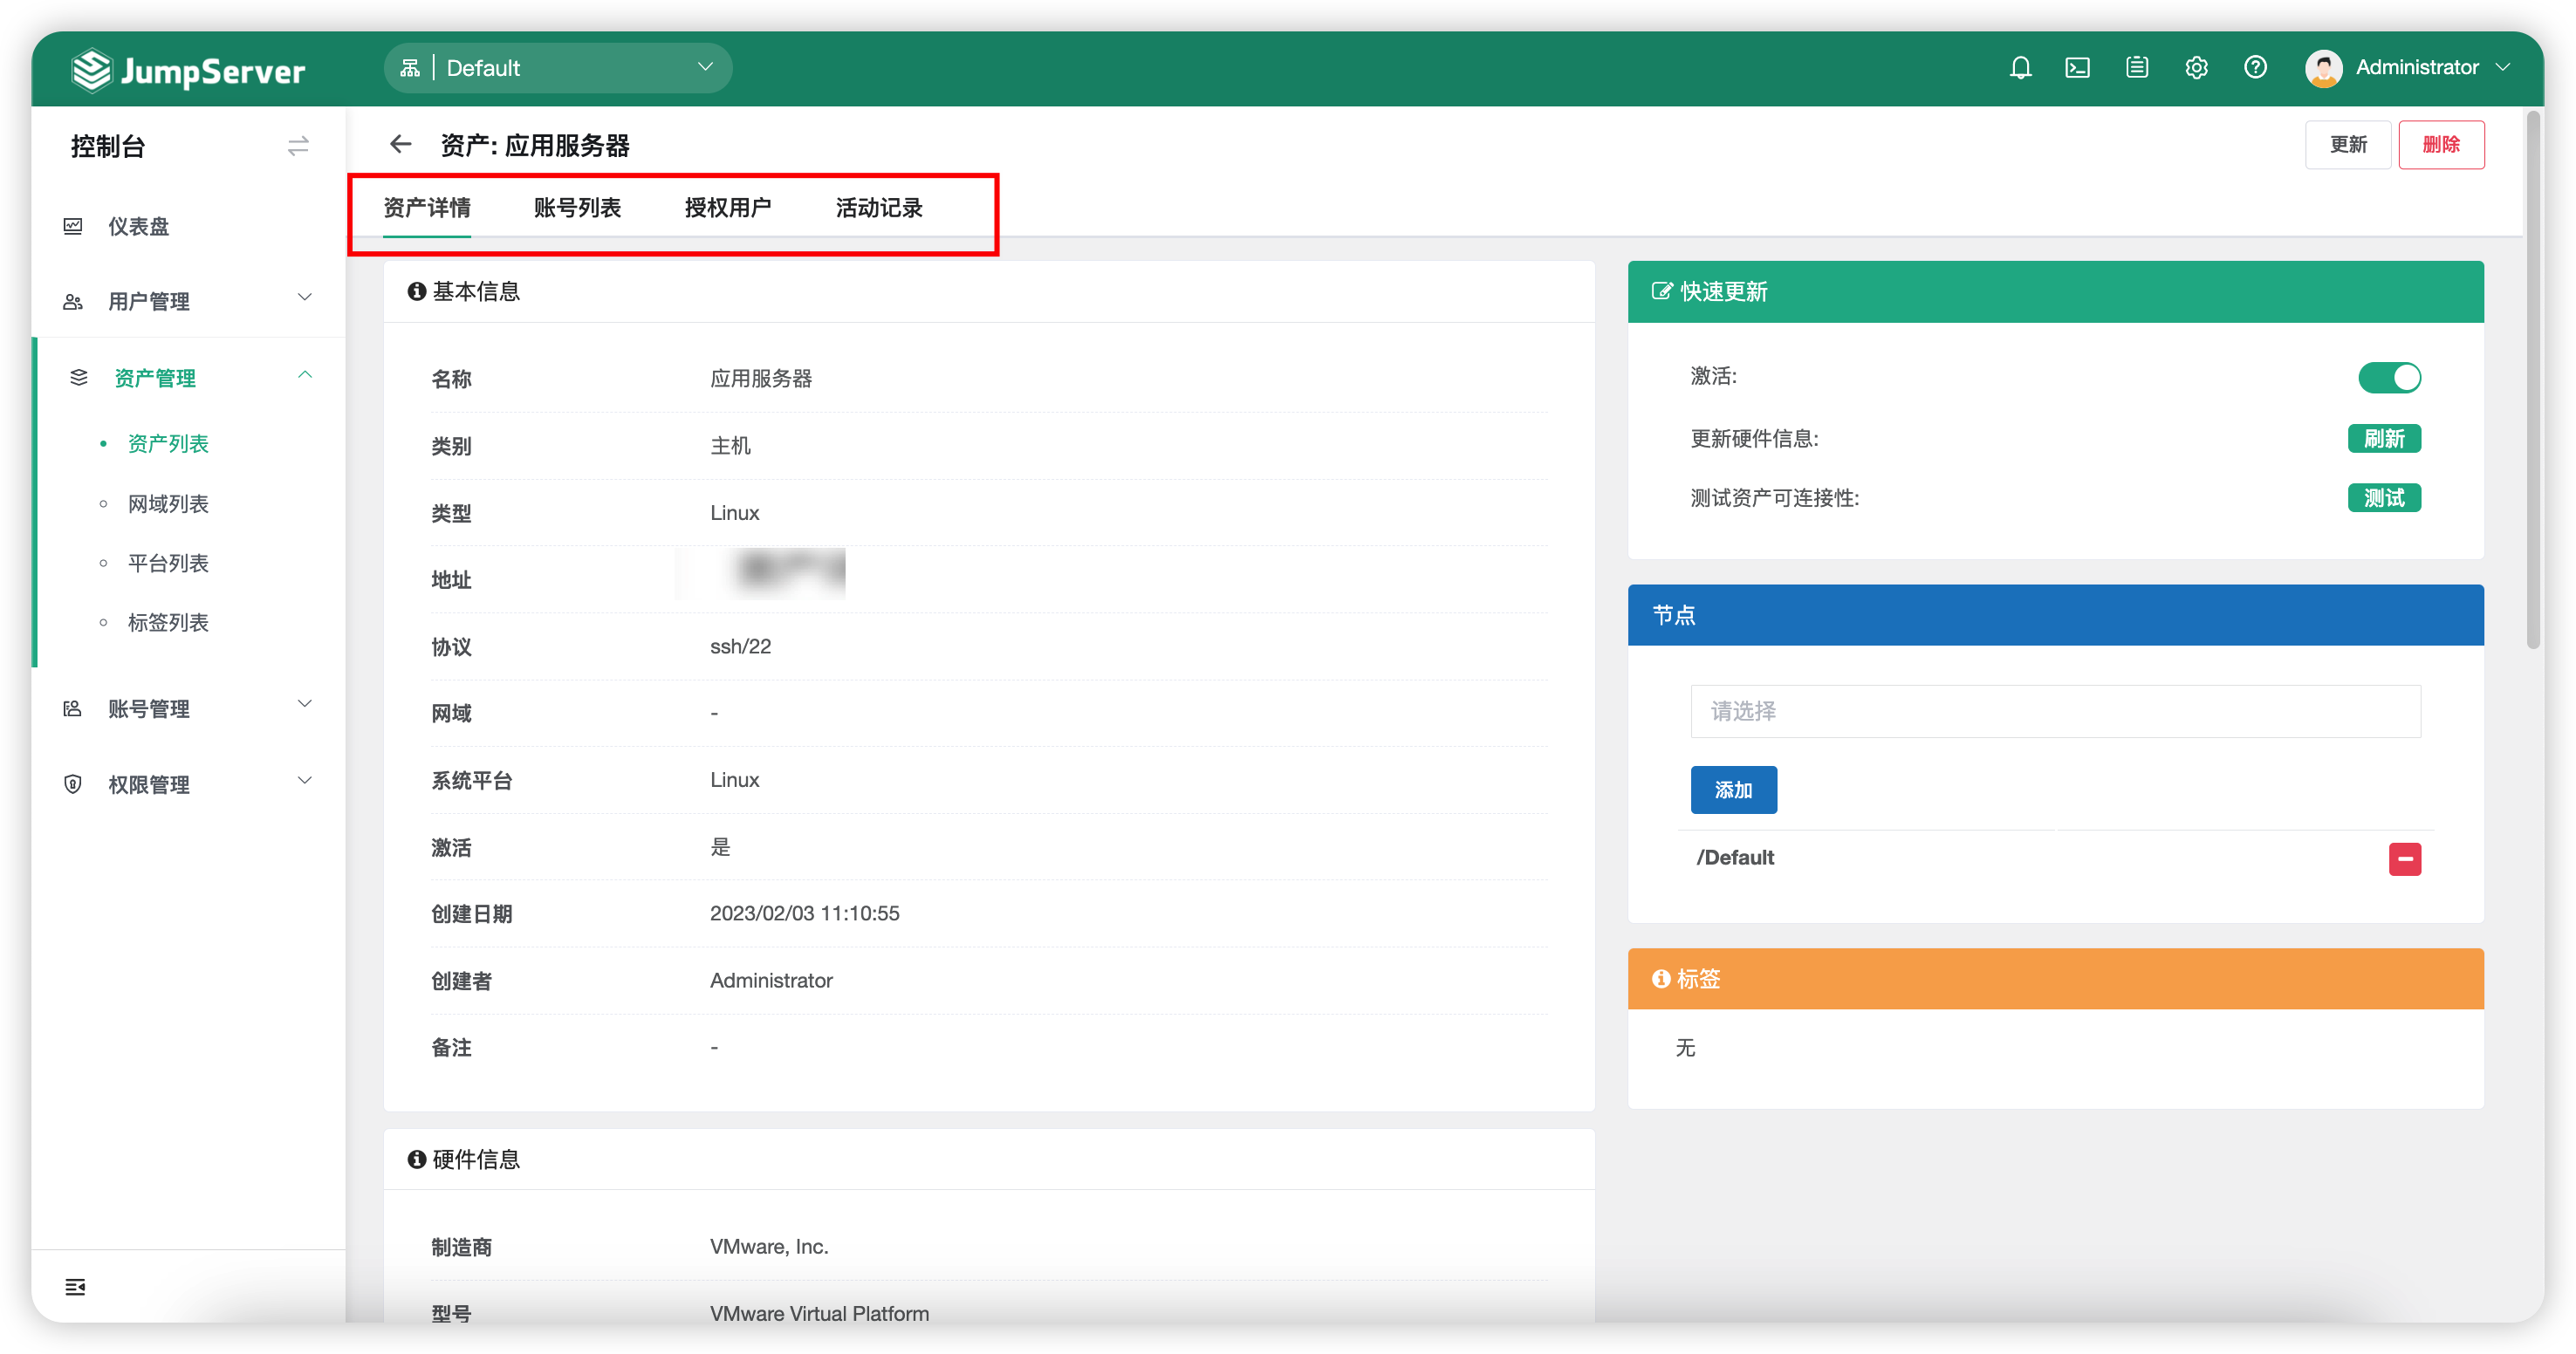 JumpServer
Default
Administrator
控制台
仪表盘
用户管理
资产管理
资产列表
网域列表
平台列表
标签列表
账号管理
权限管理
资产: 应用服务器
更新
删除
资产详情 账号列表 授权用户 活动记录
基本信息
名称 应用服务器
类别 主机
类型 Linux
地址
协议 ssh/22
网域 -
系统平台 Linux
激活 是
创建日期 2023/02/03 11:10:55
创建者 Administrator
备注 -
硬件信息
制造商 VMware, Inc.
型号 VMware Virtual Platform
快速更新
激活:
更新硬件信息: 刷新
测试资产可连接性: 测试
节点
请选择
添加
/Default
标签
无